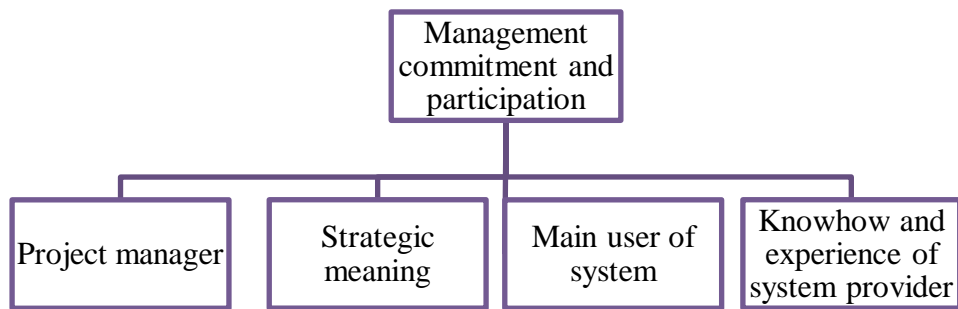 Management
commitment and
participation
Project manager
Strategic
meaning
Main user of
system
Knowhow and
experience of
system provider